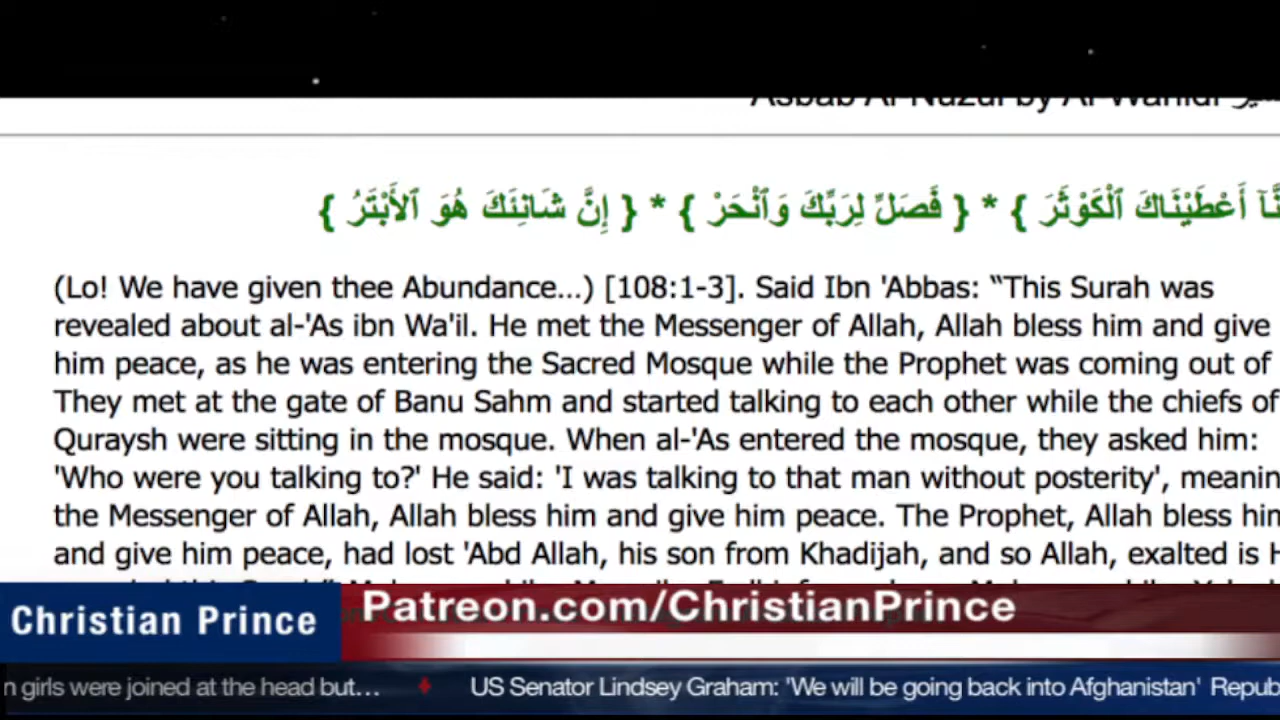 Asbab Al-Nuzul by Al-Wahidi
أَعْطَيْنَاكَ ٱلْكَوْثَرَ } * { فَصَلِّ لِرَبِّكَ وَٱنْحَرْ } * { إِنَّ شَانِئَكَ هُوَ ٱلأَبْتَرُ }
(Lo! We have given thee Abundance...) [108:1-3]. Said Ibn 'Abbas: “This Surah was
revealed about al-'As ibn Wa'il. He met the Messenger of Allah, Allah bless him and give
him peace, as he was entering the Sacred Mosque while the Prophet was coming out of
They met at the gate of Banu Sahm and started talking to each other while the chiefs of
Quraysh were sitting in the mosque. When al-'As entered the mosque, they asked him:
'Who were you talking to?' He said: 'I was talking to that man without posterity', meanin
the Messenger of Allah, Allah bless him and give him peace. The Prophet, Allah bless him
and give him peace, had lost 'Abd Allah, his son from Khadijah, and so Allah, exalted is H
Christian Prince
Patreon.com/ChristianPrince
n girls were joined at the head but... US Senator Lindsey Graham: 'We will be going back into Afghanistan' Repub